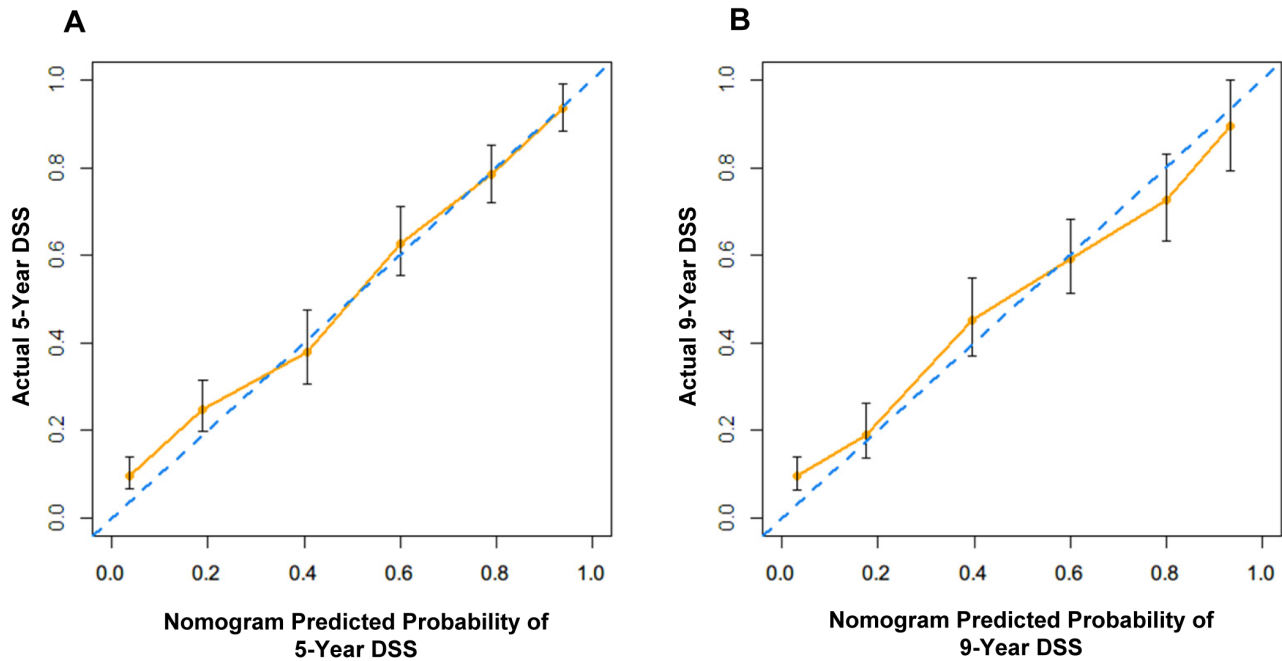 A
B
Actual 5-Year DSS
1.0
0.8
0.6
0.4
0.2
0.0
0.0 0.2 0.4 0.6 0.8 1.0
Nomogram Predicted Probability of
5-Year DSS
Actual 9-Year DSS
1.0
0.8
0.6
0.4
0.2
0.0
0.0 0.2 0.4 0.6 0.8 1.0
Nomogram Predicted Probability of
9-Year DSS